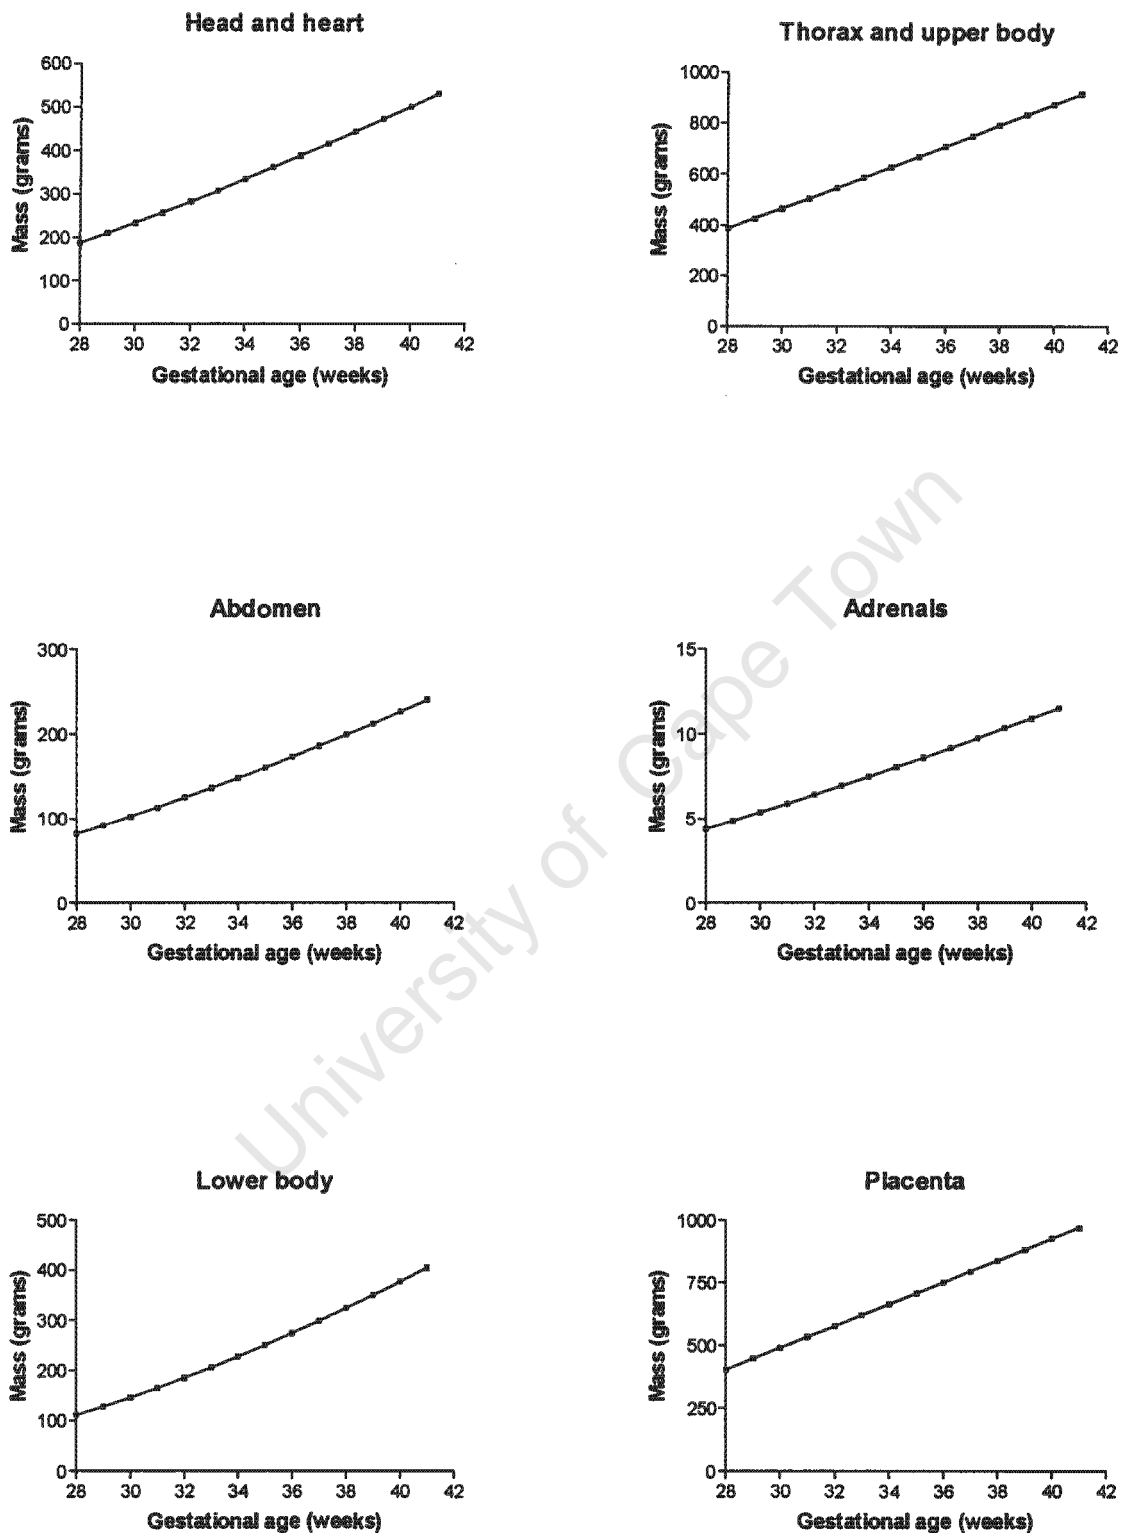 Head and heart
Mass (grams)
600
500
400
300
200
100
0
28 30 32 34 36 38 40 42
Gestational age (weeks)
Thorax and upper body
Mass (grams)
1000
800
600
400
200
0
28 30 32 34 36 38 40 42
Gestational age (weeks)
Abdomen
Mass (grams)
300
200
100
0
28 30 32 34 36 38 40 42
Gestational age (weeks)
Adrenals
Mass (grams)
15
10
5
0
28 30 32 34 36 38 40 42
Gestational age (weeks)
Lower body
Mass (grams)
500
400
300
200
100
0
28 30 32 34 36 38 40 42
Gestational age (weeks)
Placenta
Mass (grams)
1000
750
500
250
0
28 30 32 34 36 38 40 42
Gestational age (weeks)
University of Cape Town